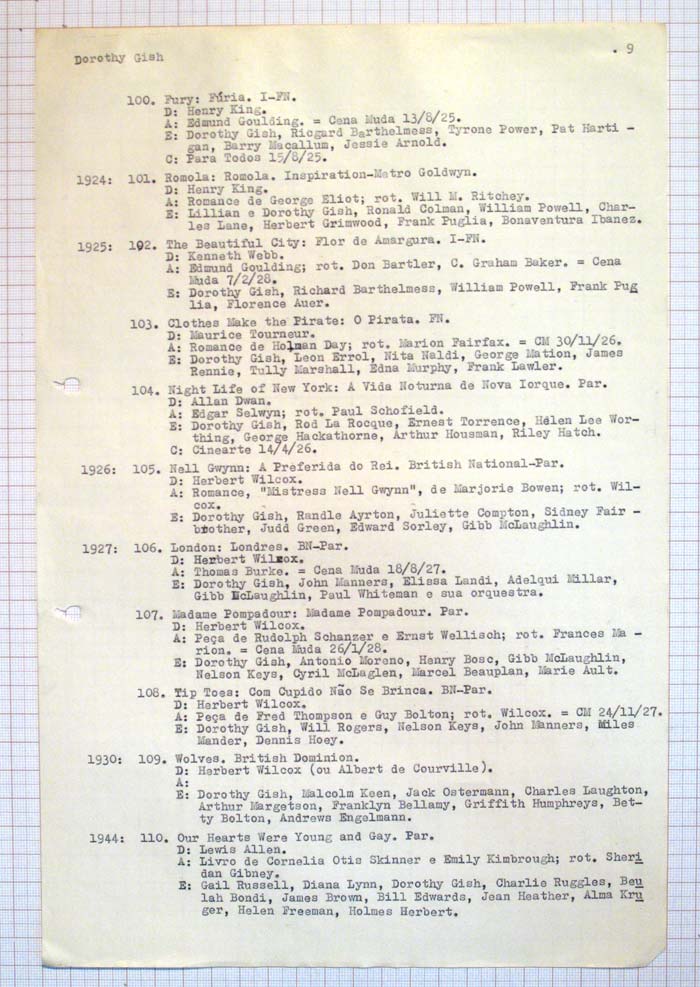 Dorothy Gish
. 9
100. Fury: Fúria. I-FN.
D: Henry King.
A: Edmund Goulding. = Cena Muda 13/8/25.
E: Dorothy Gish, Ricgard Barthelmess, Tyrone Power, Pat Harti -
gan, Barry Macallum, Jessie Arnold.
C: Para Todos 15/8/25.
1924: 101. Romola: Romola. Inspiration-Metro Goldwyn.
D: Henry King.
A: Romance de George Eliot; rot. Will M. Ritchey.
E: Lillian e Dorothy Gish, Ronald Colman, William Powell, Char-
les Lane, Herbert Grimwood, Frank Puglia, Bonaventura Ibanez.
1925: 102. The Beautiful City: Flor de Amargura. I-FN.
D: Kenneth Webb.
A: Edmund Goulding; rot. Don Bartler, C. Graham Baker. = Cena
Muda 7/2/28.
E: Dorothy Gish, Richard Barthelmess, William Powell, Frank Pug
lia, Florence Auer.
103. Clothes Make the Pirate: O Pirata. FN.
D: Maurice Tourneur.
A: Romance de Holman Day; rot. Marion Fairfax. = CM 30/11/26.
E: Dorothy Gish, Leon Errol, Nita Naldi, George Mation, James
Rennie, Tully Marshall, Edna Murphy, Frank Lawler.
104. Night Life of New York: A Vida Noturna de Nova Iorque. Par.
D: Allan Dwan.
A: Edgar Selwyn; rot. Paul Schofield.
E: Dorothy Gish, Rod La Rocque, Ernest Torrence, Helen Lee Wor-
thing, George Hackathorne, Arthur Housman, Riley Hatch.
C: Cinearte 14/4/26.
1926: 105. Nell Gwynn: A Preferida do Rei. British National-Par.
D: Herbert Wilcox.
A: Romance, "Mistress Nell Gwynn", de Marjorie Bowen; rot. Wil-
cox.
E: Dorothy Gish, Randle Ayrton, Juliette Compton, Sidney Fair -
brother, Judd Green, Edward Sorley, Gibb McLaughlin.
1927: 106. London: Londres. BN-Par.
D: Herbert Wilcox.
A: Thomas Burke. = Cena Muda 18/8/27.
E: Dorothy Gish, John Manners, Elissa Landi, Adelqui Millar,
Gibb McLaughlin, Paul Whiteman e sua orquestra.
107. Madame Pompadour: Madame Pompadour. Par.
D: Herbert Wilcox.
A: Peça de Rudolph Schanzer e Ernst Wellisch; rot. Frances Ma -
rion. = Cena Muda 26/1/28.
E: Dorothy Gish, Antonio Moreno, Henry Bosc, Gibb McLaughlin,
Nelson Keys, Cyril McLaglen, Marcel Beauplan, Marie Ault.
108. Tip Toes: Com Cupido Não Se Brinca. BN-Par.
D: Herbert Wilcox.
A: Peça de Fred Thompson e Guy Bolton; rot. Wilcox. = CM 24/11/27.
E: Dorothy Gish, Will Rogers, Nelson Keys, John Manners, Miles
Mander, Dennis Hoey.
1930: 109. Wolves. British Dominion.
D: Herbert Wilcox (ou Albert de Courville).
A:
E: Dorothy Gish, Malcolm Keen, Jack Ostermann, Charles Laughton,
Arthur Margetson, Franklyn Bellamy, Griffith Humphreys, Bet-
ty Bolton, Andrews Engelmann.
1944: 110. Our Hearts Were Young and Gay. Par.
D: Lewis Allen.
A: Livro de Cornelia Otis Skinner e Emily Kimbrough; rot. Sheri
dan Gibney.
E: Gail Russell, Diana Lynn, Dorothy Gish, Charlie Ruggles, Beu
lah Bondi, James Brown, Bill Edwards, Jean Heather, Alma Kru
ger, Helen Freeman, Holmes Herbert.